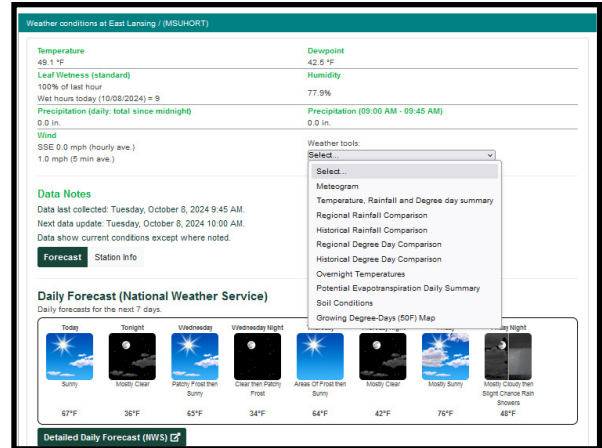 Weather conditions at East Lansing / (MSUHORT)
Temperature
49.1 °F
Dewpoint
42.5 °F
Leaf Wetness (standard)
100% of last hour
Wet hours today (10/08/2024) = 9
Humidity
77.9%
Precipitation (daily: total since midnight)
0.0 in.
Precipitation (09:00 AM - 09:45 AM)
0.0 in.
Wind
SSE 0.0 mph (hourly ave.)
1.0 mph (5 min ave.)
Weather tools:
Select...
Select...
Meteogram
Temperature, Rainfall and Degree day summary
Regional Rainfall Comparison
Historical Rainfall Comparison
Regional Degree Day Comparison
Historical Degree Day Comparison
Overnight Temperatures
Potential Evapotranspiration Daily Summary
Soil Conditions
Growing Degree-Days (50F) Map
Data Notes
Data last collected: Tuesday, October 8, 2024 9:45 AM.
Next data update: Tuesday, October 8, 2024 10:00 AM.
Data show current conditions except where noted.
Forecast Station Info
Daily Forecast (National Weather Service)
Daily forecasts for the next 7 days.
Today Tonight Wednesday Wednesday Night Night
Sunny
Mostly Clear
Patchy Frost then
Sunny
Clear then Patchy
Frost
Areas Of Frost then
Sunny
Mostly Clear
Mostly Sunny
Mostly Cloudy then
Slight Chance Rain
Showers
67°F 36°F 65°F 34°F 64°F 42°F 76°F 48°F
Detailed Daily Forecast (NWS)